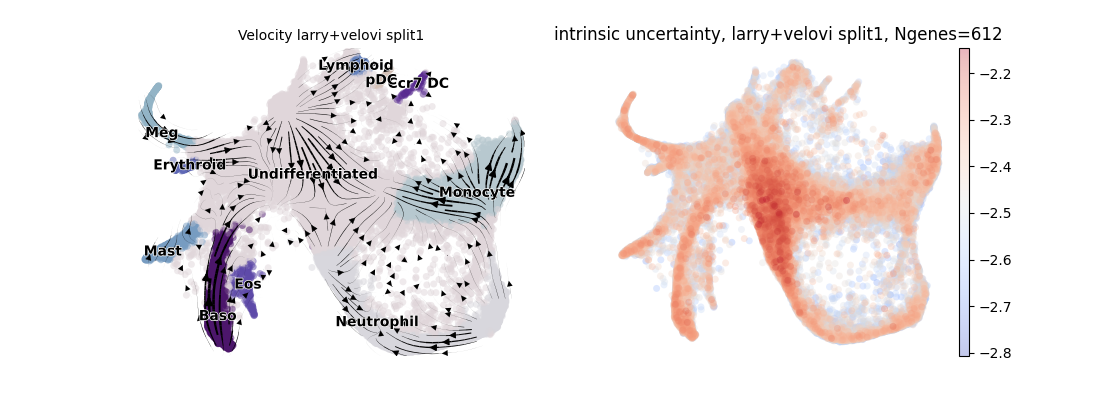 Velocity larry+velovi split1
Lymphoid
pDC
Ccr7 DC
Meg
Erythroid
Undifferentiated
Monocyte
Mast
Eos
Baso
Neutrophil
intrinsic uncertainty, larry+velovi split1, Ngenes=612
−2.2
−2.3
−2.4
−2.5
−2.6
−2.7
−2.8